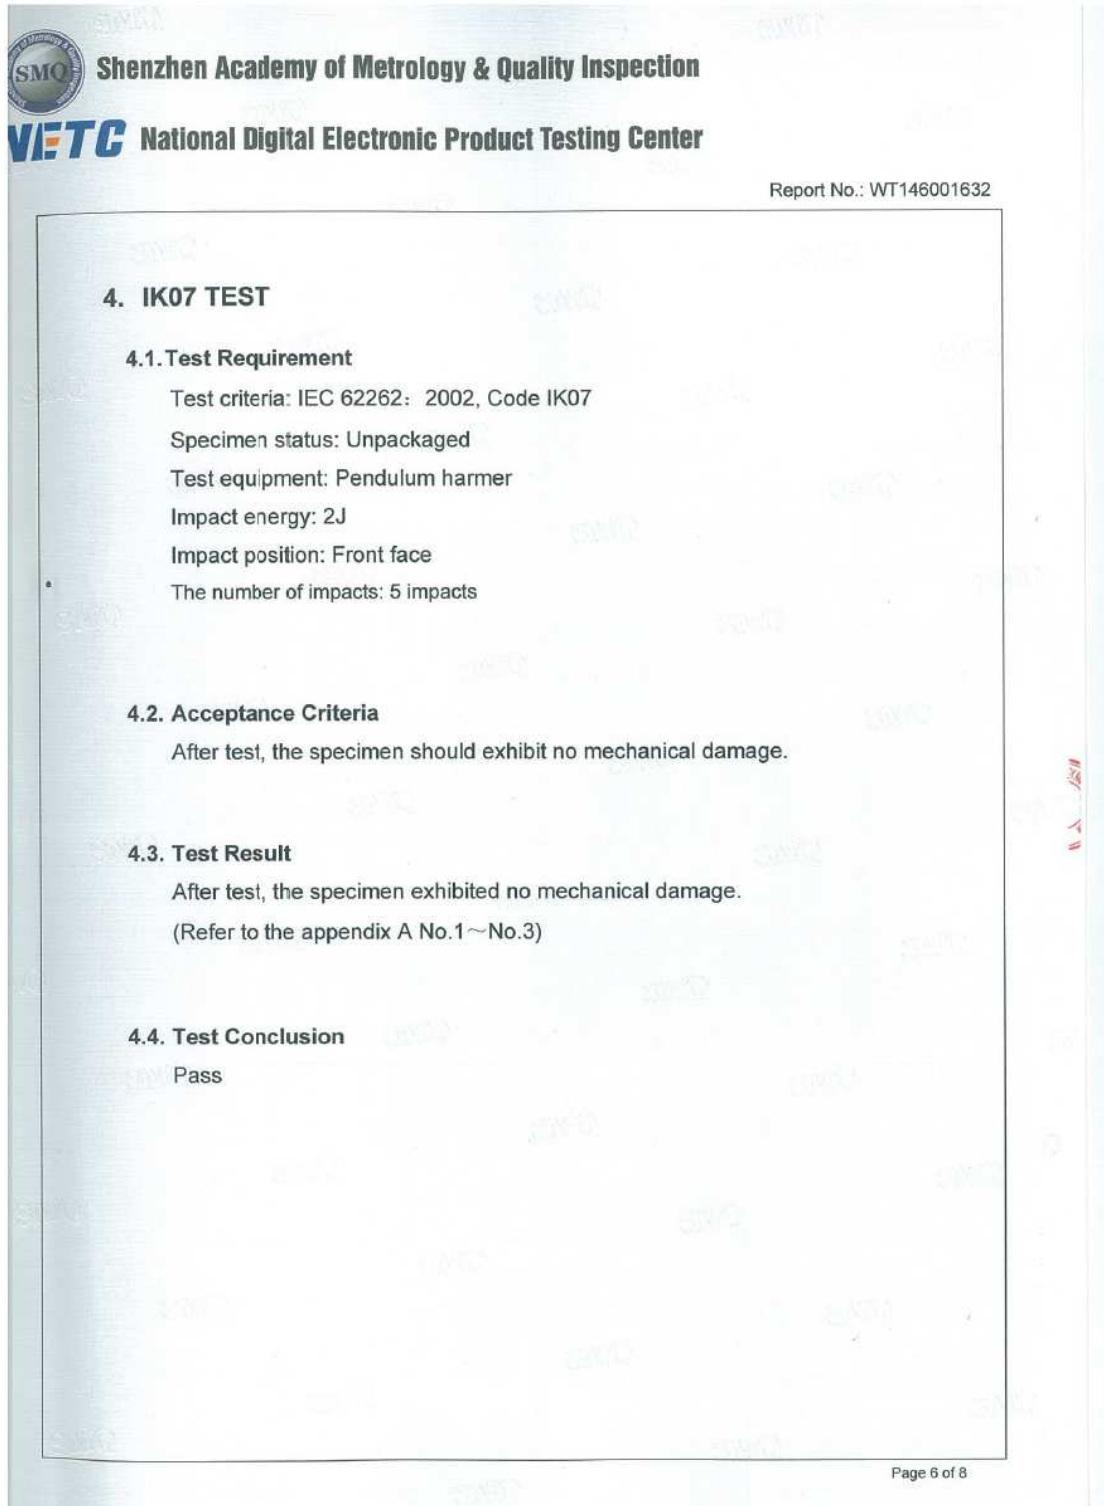 SMQ
Shenzhen Academy of Metrology & Quality Inspection
NETC National Digital Electronic Product Testing Center
Report No.: WT146001632
4. IK07 TEST
4.1. Test Requirement
Test criteria: IEC 62262：2002, Code IK07
Specimen status: Unpackaged
Test equipment: Pendulum harmer
Impact energy: 2J
Impact position: Front face
The number of impacts: 5 impacts
4.2. Acceptance Criteria
After test, the specimen should exhibit no mechanical damage.
4.3. Test Result
After test, the specimen exhibited no mechanical damage.
(Refer to the appendix A No.1～No.3)
4.4. Test Conclusion
Pass
Page 6 of 8